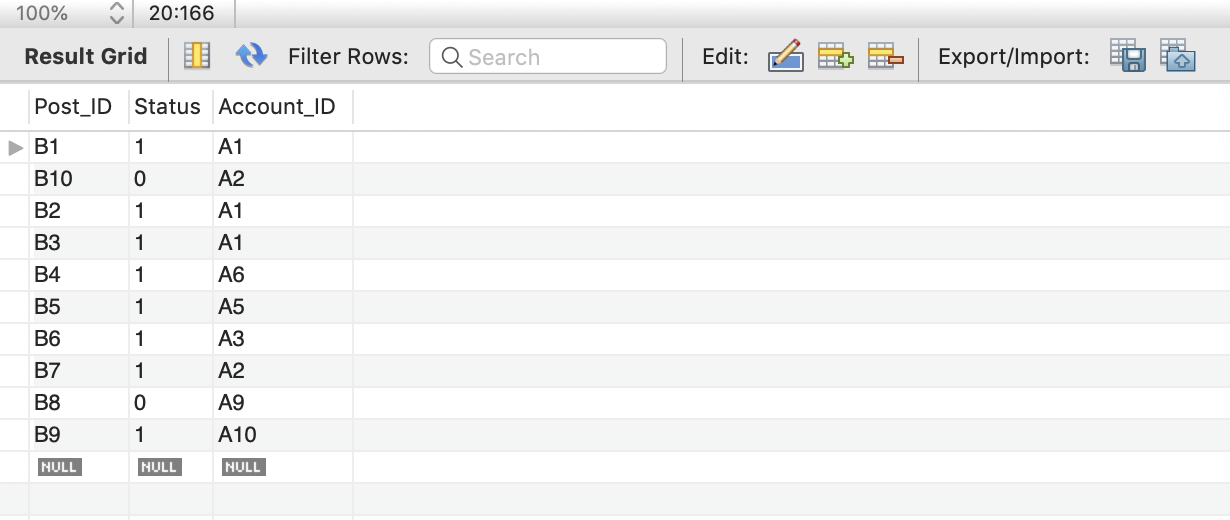 100% 20:166
Result Grid Filter Rows: Search Edit: Export/Import:
Post_ID Status Account_ID
B1 1 A1
B10 0 A2
B2 1 A1
B3 1 A1
B4 1 A6
B5 1 A5
B6 1 A3
B7 1 A2
B8 0 A9
B9 1 A10
NULL NULL NULL